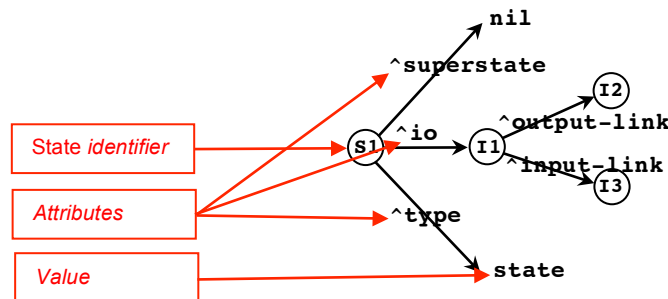 nil
^superstate
I2
State identifier
S1
^io
I1
^output-link
^input-link
I3
Attributes
^type
Value
state